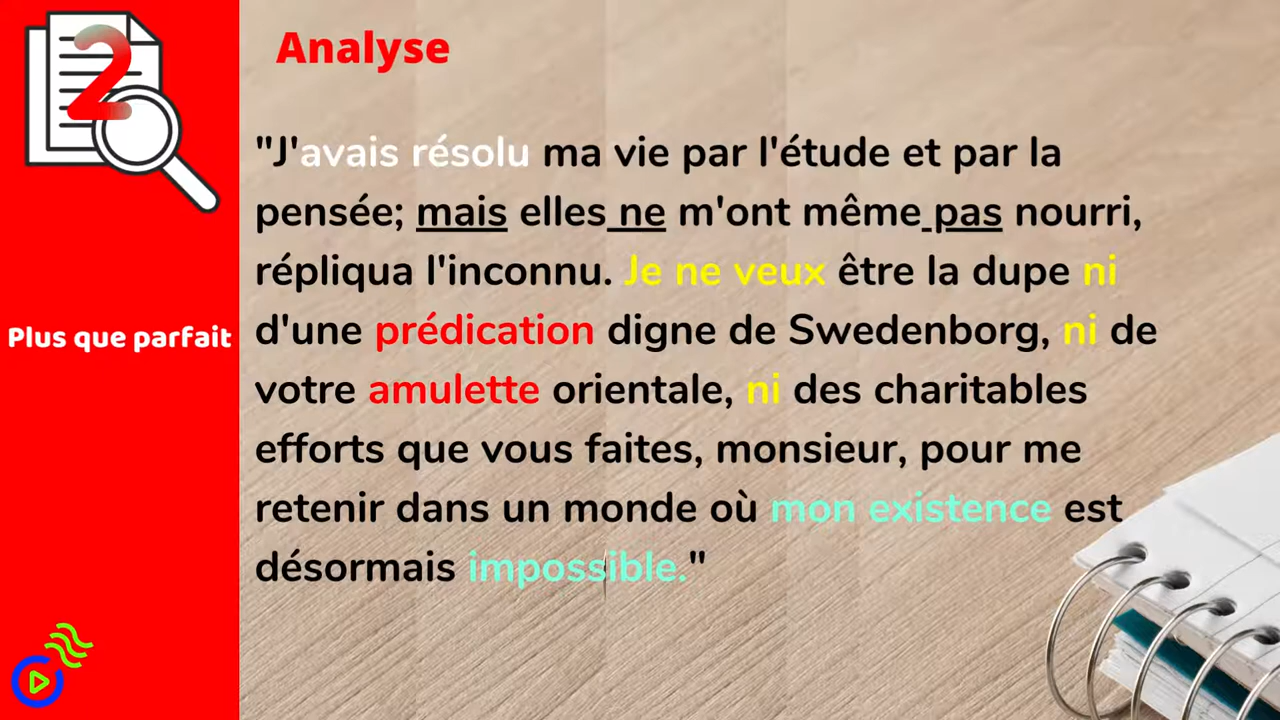 2
Analyse
"J'avais résolu ma vie par l'étude et par la
pensée; mais elles ne m'ont même pas nourri,
répliqua l'inconnu. Je ne veux être la dupe ni
d'une prédication digne de Swedenborg, ni de
votre amulette orientale, ni des charitables
efforts que vous faites, monsieur, pour me
retenir dans un monde où mon existence est
désormais impossible."
Plus que parfait